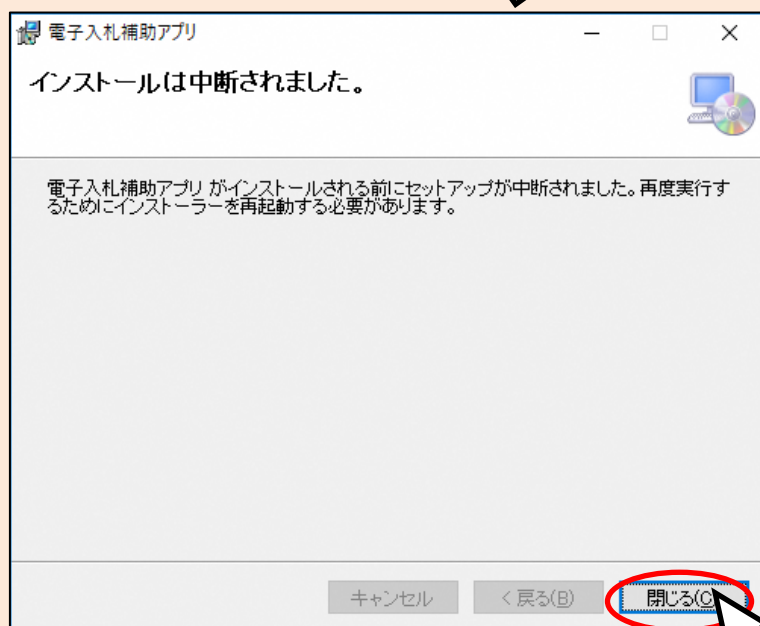 電子入札補助アプリ
インストールは中断されました。
電子入札補助アプリ がインストールされる前にセットアップが中断されました。再度実行す
るためにインストーラーを再起動する必要があります。
キャンセル
< 戻る(B)
閉じる(C